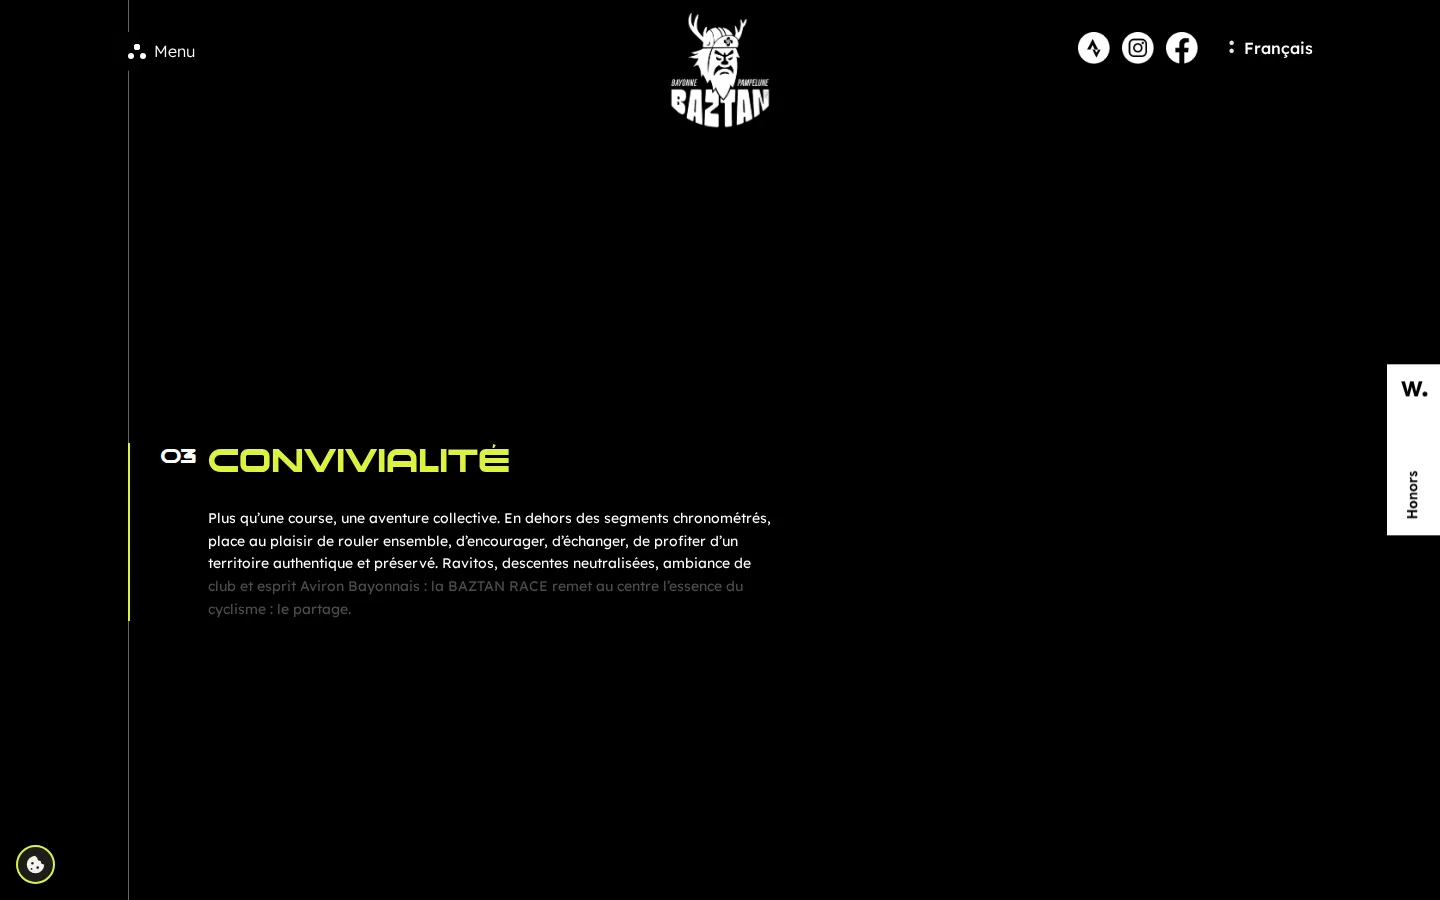 Menu
BAYONNE PAMPELUNE
BAZTAN
Français
W.
Honors
03 CONVIVIALITÉ
Plus qu’une course, une aventure collective. En dehors des segments chronométrés,
place au plaisir de rouler ensemble, d’encourager, d’échanger, de profiter d’un
territoire authentique et préservé. Ravitos, descentes neutralisées, ambiance de
club et esprit Aviron Bayonnais : la BAZTAN RACE remet au centre l’essence du
cyclisme : le partage.